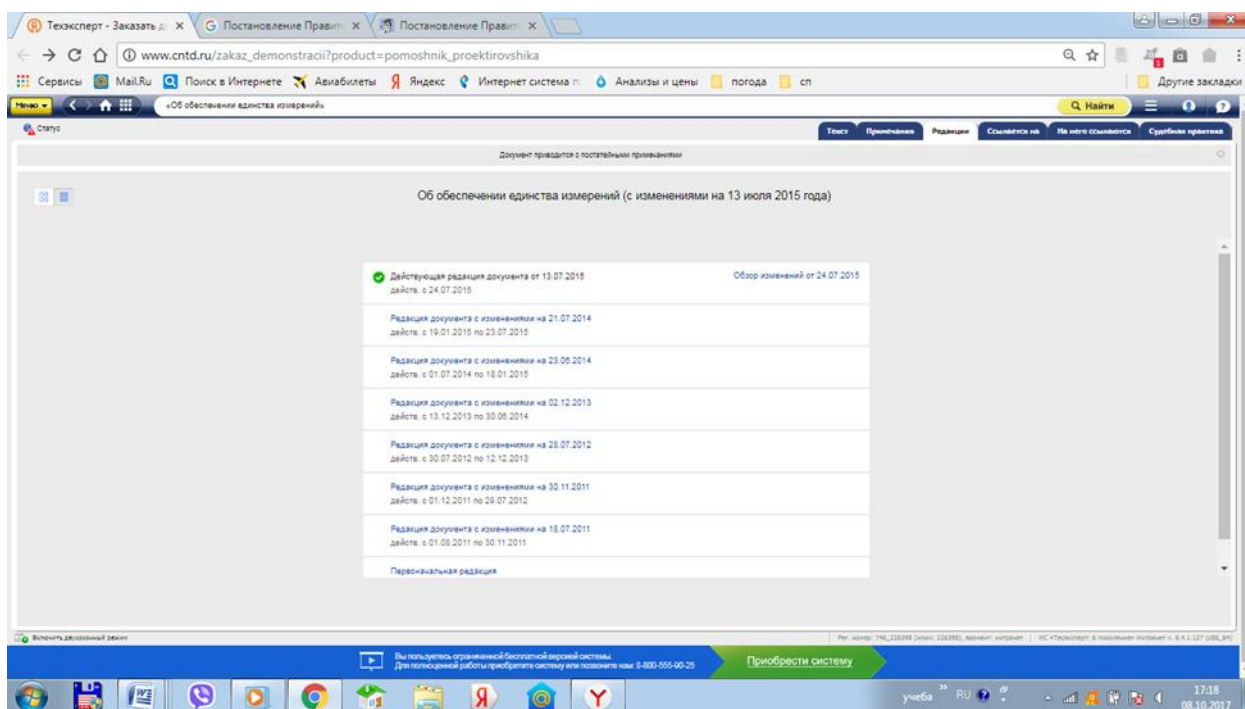 Техэксперт - Заказать д
Постановление Правит
Постановление Правит
www.cntd.ru/zakaz_demonstracii?product=pomoshnik_proektirovshika
Сервисы Mail.Ru Поиск в Интернете Авиабилеты Яндекс Интернет система п Анализы и цены погода сп Другие закладки
Меню «Об обеспечении единства измерений» Найти
Статус Текст Примечания Редакции Ссылается на На него ссылаются Судебная практика
Документ приводится с постатейными примечаниями
Об обеспечении единства измерений (с изменениями на 13 июля 2015 года)
Действующая редакция документа от 13.07.2015 Обзор изменений от 24.07.2015
действ. с 24.07.2015
Редакция документа с изменениями на 21.07.2014
действ. с 19.01.2015 по 23.07.2015
Редакция документа с изменениями на 23.06.2014
действ. с 01.07.2014 по 18.01.2015
Редакция документа с изменениями на 02.12.2013
действ. с 13.12.2013 по 30.06.2014
Редакция документа с изменениями на 28.07.2012
действ. с 30.07.2012 по 12.12.2013
Редакция документа с изменениями на 30.11.2011
действ. с 01.12.2011 по 29.07.2012
Редакция документа с изменениями на 18.07.2011
действ. с 01.08.2011 по 30.11.2011
Первоначальная редакция
Включить двухоконный режим
Вы пользуетесь ограниченной бесплатной версией системы.
Для полноценной работы приобретите систему или позвоните нам: 8-800-555-90-25
Приобрести систему
учеба RU 17:18
08.10.2017